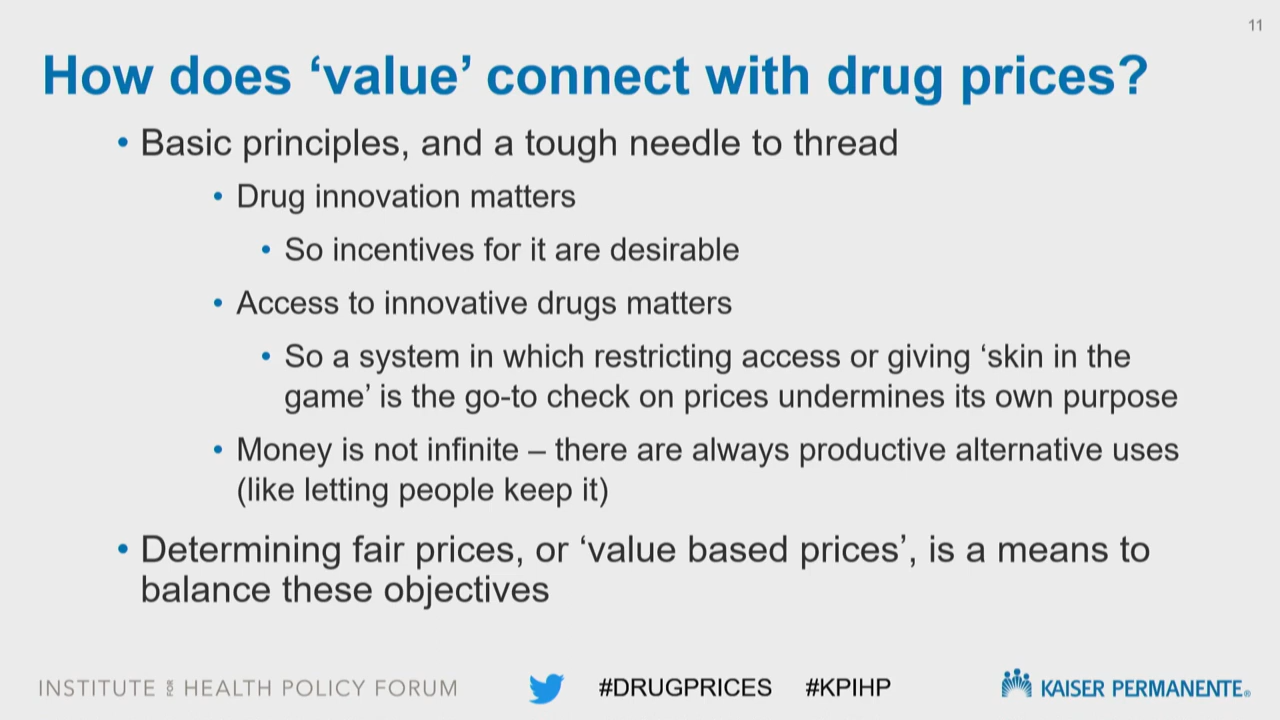 11
How does ‘value’ connect with drug prices?
• Basic principles, and a tough needle to thread
• Drug innovation matters
• So incentives for it are desirable
• Access to innovative drugs matters
• So a system in which restricting access or giving ‘skin in the
game’ is the go-to check on prices undermines its own purpose
• Money is not infinite – there are always productive alternative uses
(like letting people keep it)
• Determining fair prices, or ‘value based prices’, is a means to
balance these objectives
INSTITUTE FOR HEALTH POLICY FORUM
#DRUGPRICES #KPIHP
KAISER PERMANENTE®